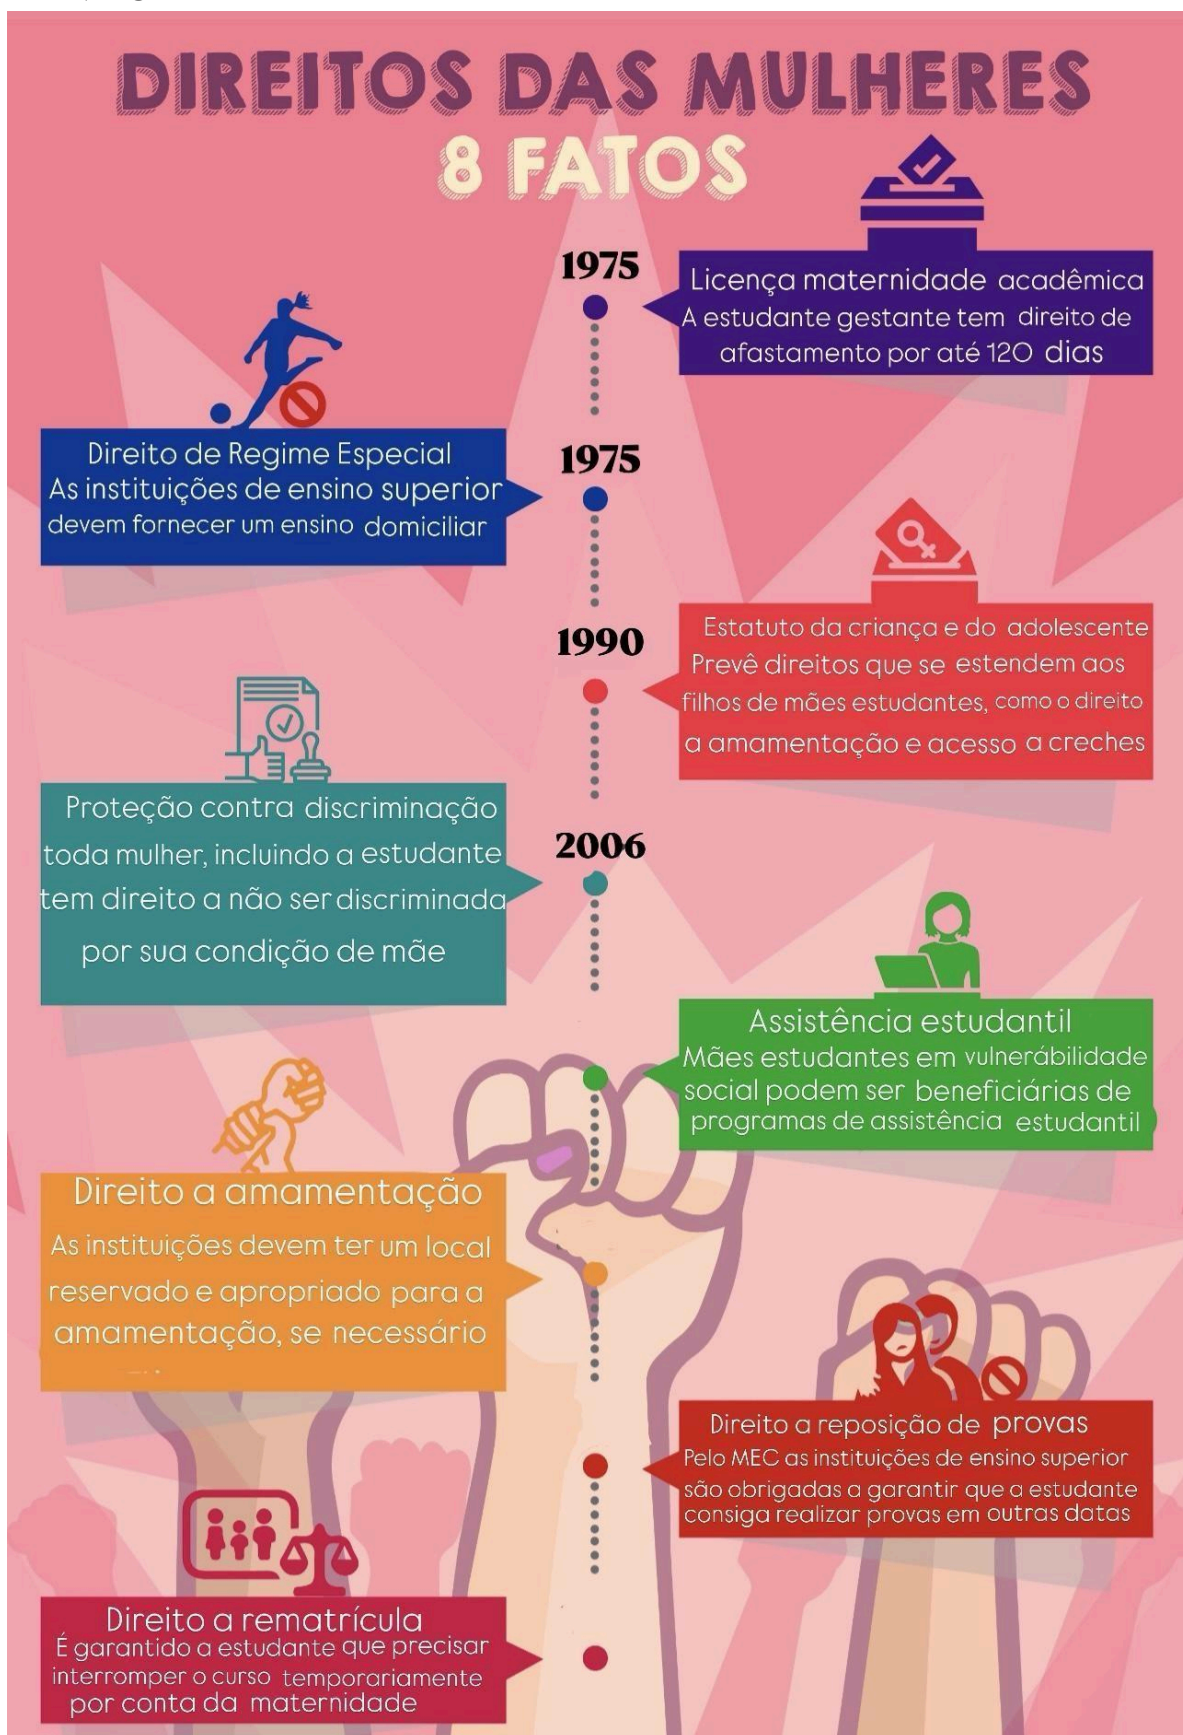 DIREITOS DAS MULHERES
8 FATOS
1975
Licença maternidade acadêmica
A estudante gestante tem direito de
afastamento por até 120 dias
1975
Direito de Regime Especial
As instituições de ensino superior
devem fornecer um ensino domiciliar
1990
Estatuto da criança e do adolescente
Prevê direitos que se estendem aos
filhos de mães estudantes, como o direito
a amamentação e acesso a creches
2006
Proteção contra discriminação
toda mulher, incluindo a estudante
tem direito a não ser discriminada
por sua condição de mãe
Assistência estudantil
Mães estudantes em vulnerábilidade
social podem ser beneficiárias de
programas de assistência estudantil
Direito a amamentação
As instituições devem ter um local
reservado e apropriado para a
amamentação, se necessário
Direito a reposição de provas
Pelo MEC as instituições de ensino superior
são obrigadas a garantir que a estudante
consiga realizar provas em outras datas
Direito a rematrícula
É garantido a estudante que precisar
interromper o curso temporariamente
por conta da maternidade